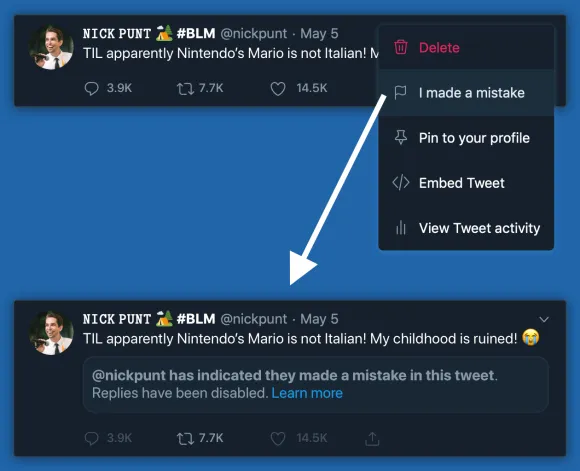 NICK PUNT 🏕️ #BLM @nickpunt · May 5
TIL apparently Nintendo's Mario is not Italian! M
3.9K 7.7K 14.5K
Delete
I made a mistake
Pin to your profile
Embed Tweet
View Tweet activity
NICK PUNT 🏕️ #BLM @nickpunt · May 5
TIL apparently Nintendo's Mario is not Italian! My childhood is ruined! 😭
@nickpunt has indicated they made a mistake in this tweet.
Replies have been disabled. Learn more
3.9K 7.7K 14.5K